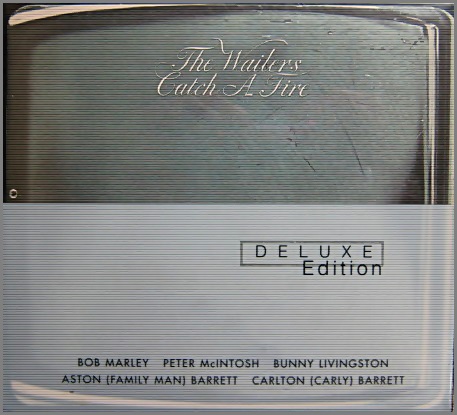 The Wailers
Catch A Fire
DELUXE
Edition
BOB MARLEY PETER McINTOSH BUNNY LIVINGSTON
ASTON (FAMILY MAN) BARRETT CARLTON (CARLY) BARRETT